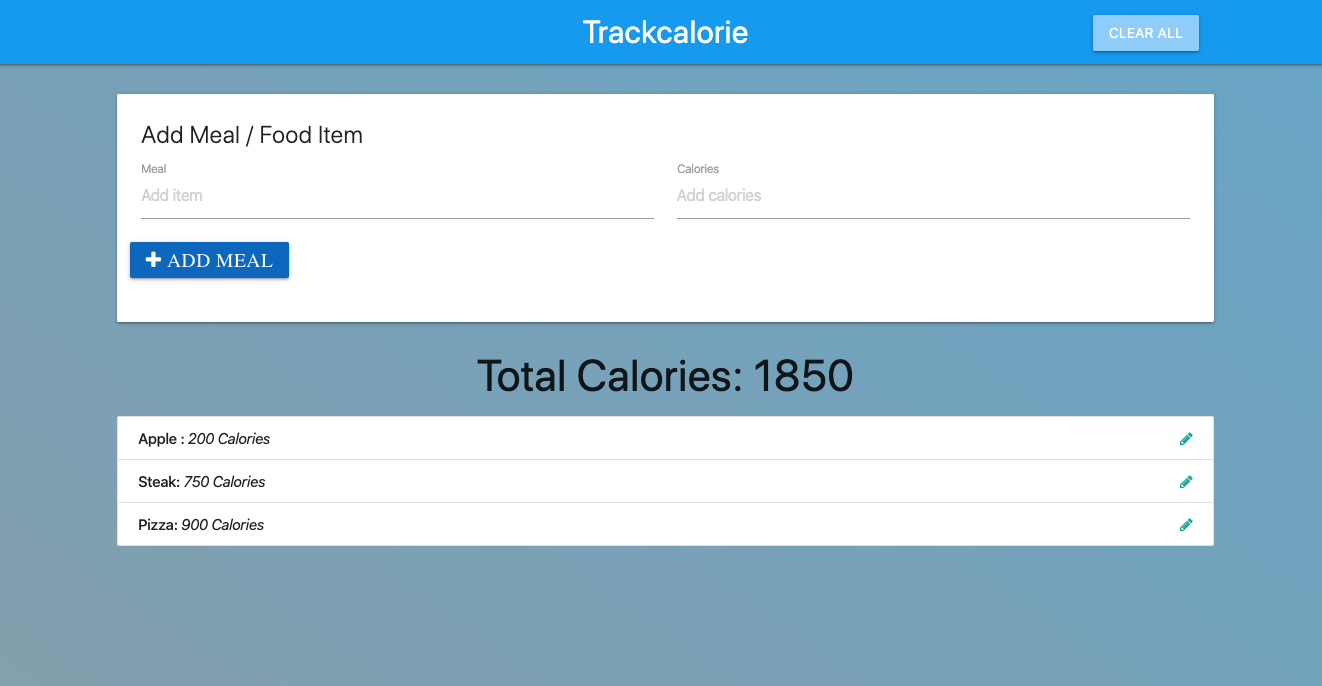 Trackcalorie
CLEAR ALL
Add Meal / Food Item
Meal
Calories
Add item
Add calories
ADD MEAL
Total Calories: 1850
Apple : 200 Calories
Steak: 750 Calories
Pizza: 900 Calories